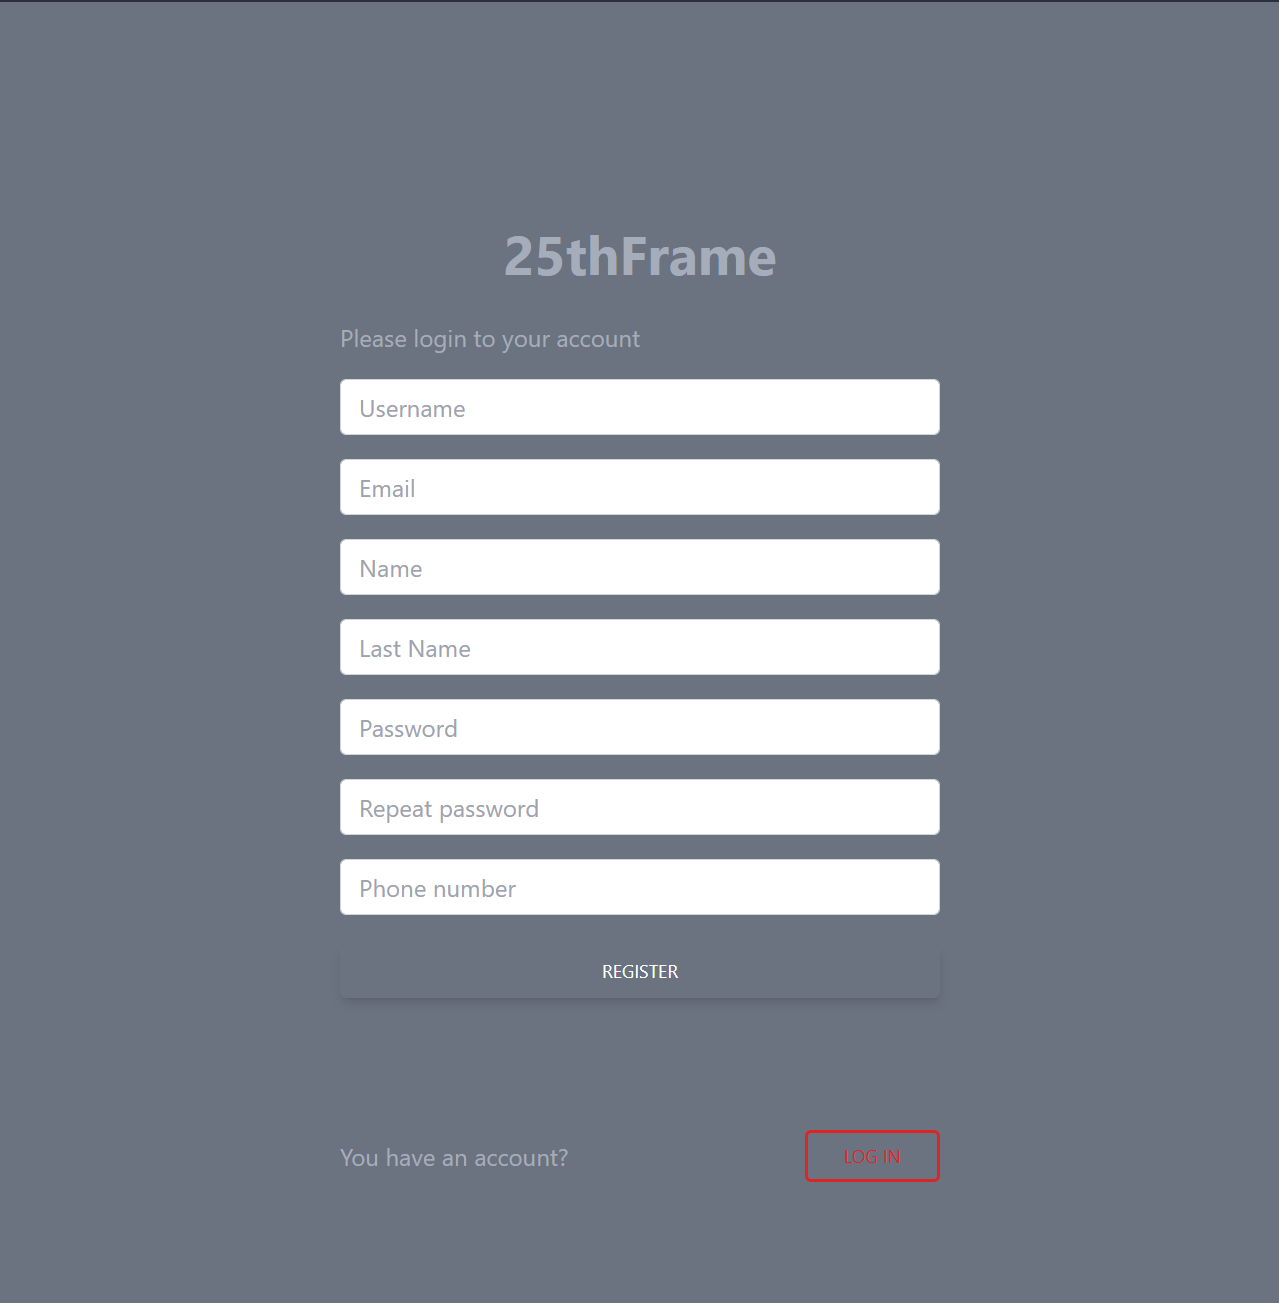 25thFrame
Please login to your account
Username
Email
Name
Last Name
Password
Repeat password
Phone number
REGISTER
You have an account?
LOG IN